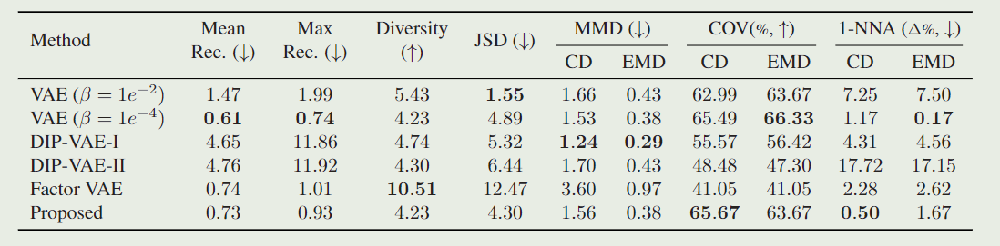 Method Mean Rec. (↓) Max Rec. (↓) Diversity (↑) JSD (↓) MMD (↓) COV(%, ↑) 1-NNA (Δ%, ↓)
CD EMD CD EMD CD EMD
VAE (β = 1e⁻²) 1.47 1.99 5.43 1.55 1.66 0.43 62.99 63.67 7.25 7.50
VAE (β = 1e⁻⁴) 0.61 0.74 4.23 4.89 1.53 0.38 65.49 66.33 1.17 0.17
DIP-VAE-I 4.65 11.86 4.74 5.32 1.24 0.29 55.57 56.42 4.31 4.56
DIP-VAE-II 4.76 11.92 4.30 6.44 1.70 0.43 48.48 47.30 17.72 17.15
Factor VAE 0.74 1.01 10.51 12.47 3.60 0.97 41.05 41.05 2.28 2.62
Proposed 0.73 0.93 4.23 4.30 1.56 0.38 65.67 63.67 0.50 1.67